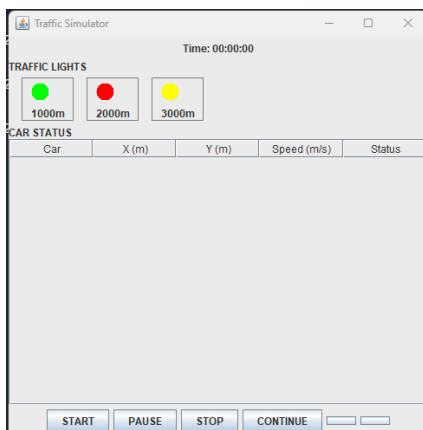 Traffic Simulator
Time: 00:00:00
TRAFFIC LIGHTS
1000m 2000m 3000m
CAR STATUS
Car X (m) Y (m) Speed (m/s) Status
START PAUSE STOP CONTINUE